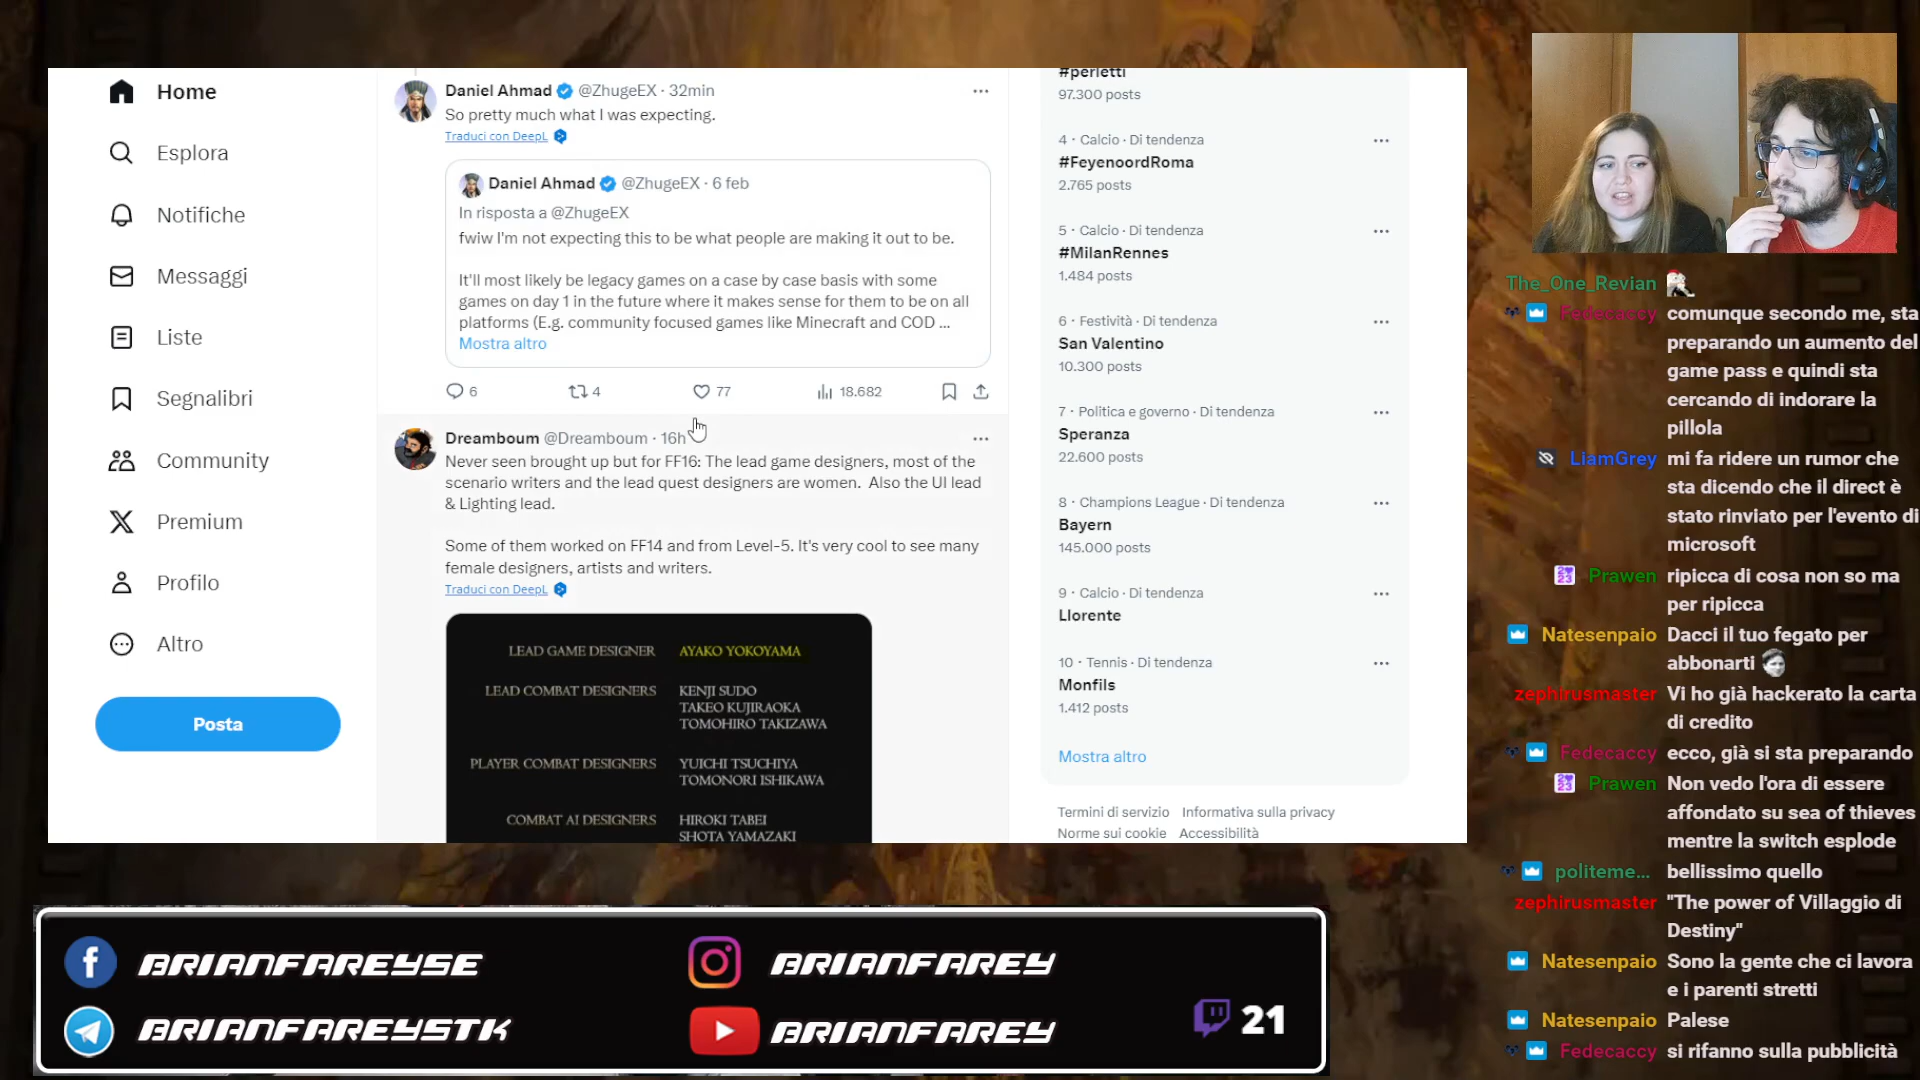 Home
Esplora
Notifiche
Messaggi
Liste
Segnalibri
Community
Premium
Profilo
Altro
Posta
Daniel Ahmad @ZhugeEX · 32min
So pretty much what I was expecting.
Traduci con DeepL
Daniel Ahmad @ZhugeEX · 6 feb
In risposta a @ZhugeEX
fwiw I'm not expecting this to be what people are making it out to be.
It'll most likely be legacy games on a case by case basis with some
games on day 1 in the future where it makes sense for them to be on all
platforms (E.g. community focused games like Minecraft and COD ...
Mostra altro
6 4 77 18.682
Dreamboum @Dreamboum · 16h
Never seen brought up but for FF16: The lead game designers, most of the
scenario writers and the lead quest designers are women.  Also the UI lead
& Lighting lead.
Some of them worked on FF14 and from Level-5. It's very cool to see many
female designers, artists and writers.
Traduci con DeepL
LEAD GAME DESIGNER AYAKO YOKOYAMA
LEAD COMBAT DESIGNERS KENJI SUDO
TAKEO KUJIRAOKA
TOMOHIRO TAKIZAWA
PLAYER COMBAT DESIGNERS YUICHI TSUCHIYA
TOMONORI ISHIKAWA
COMBAT AI DESIGNERS HIROKI TABEI
SHOTA YAMAZAKI
#perletti
97.300 posts
4 · Calcio · Di tendenza
#FeyenoordRoma
2.765 posts
5 · Calcio · Di tendenza
#MilanRennes
1.484 posts
6 · Festività · Di tendenza
San Valentino
10.300 posts
7 · Politica e governo · Di tendenza
Speranza
22.600 posts
8 · Champions League · Di tendenza
Bayern
145.000 posts
9 · Calcio · Di tendenza
Llorente
10 · Tennis · Di tendenza
Monfils
1.412 posts
Mostra altro
Termini di servizio Informativa sulla privacy
Norme sui cookie Accessibilità
The_One_Revian
Fedecaccy comunque secondo me, sta
preparando un aumento del
game pass e quindi sta
cercando di indorare la
pillola
LiamGrey mi fa ridere un rumor che
sta dicendo che il direct è
stato rinviato per l'evento di
microsoft
Prawen ripicca di cosa non so ma
per ripicca
Natesenpaio Dacci il tuo fegato per
abbonarti
zephirusmaster Vi ho già hackerato la carta
di credito
Fedecaccy ecco, già si sta preparando
Prawen Non vedo l'ora di essere
affondato su sea of thieves
mentre la switch esplode
politeme... bellissimo quello
zephirusmaster "The power of Villaggio di
Destiny"
Natesenpaio Sono la gente che ci lavora
e i parenti stretti
Natesenpaio Palese
Fedecaccy si rifanno sulla pubblicità
BRIANFAREYSE
BRIANFAREY
BRIANFAREYSTK
BRIANFAREY
21